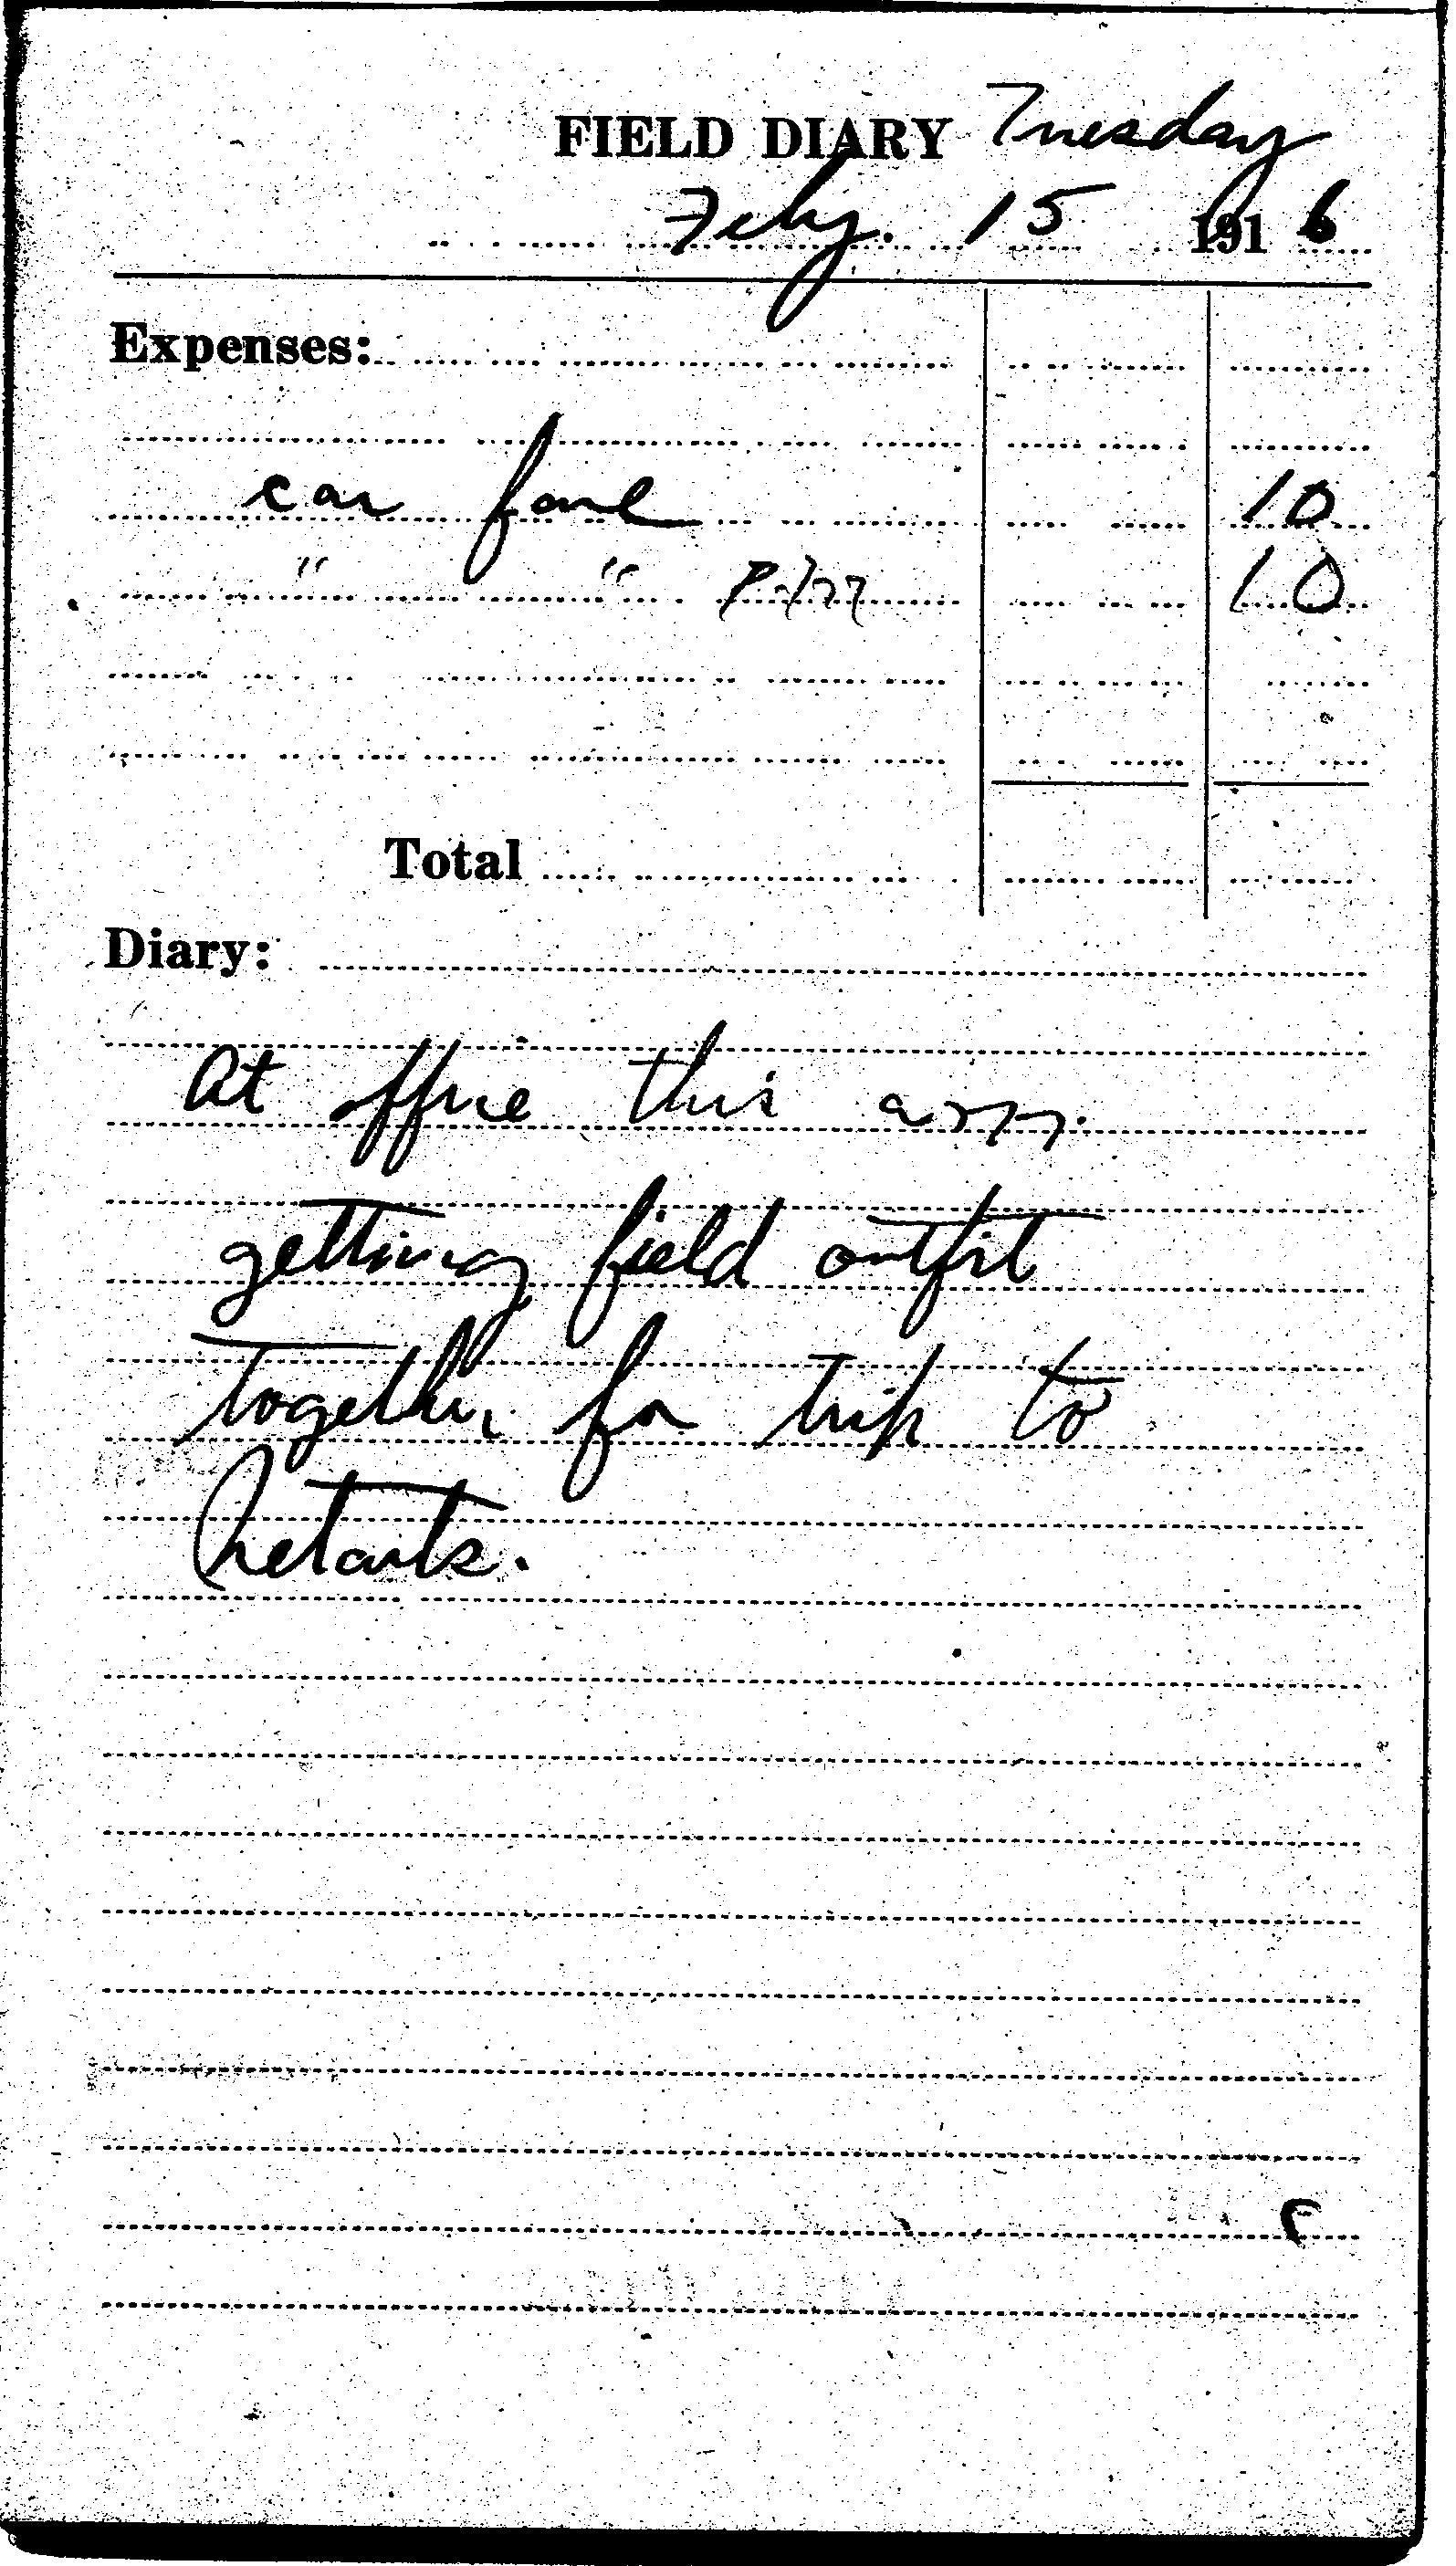 FIELD DIARY Tuesday
Feby. 15 1916
Expenses:
car fare 10
" " P.M. 10
Total
Diary:
At office this a.m.
getting field outfit
together for trip to
Netarts.